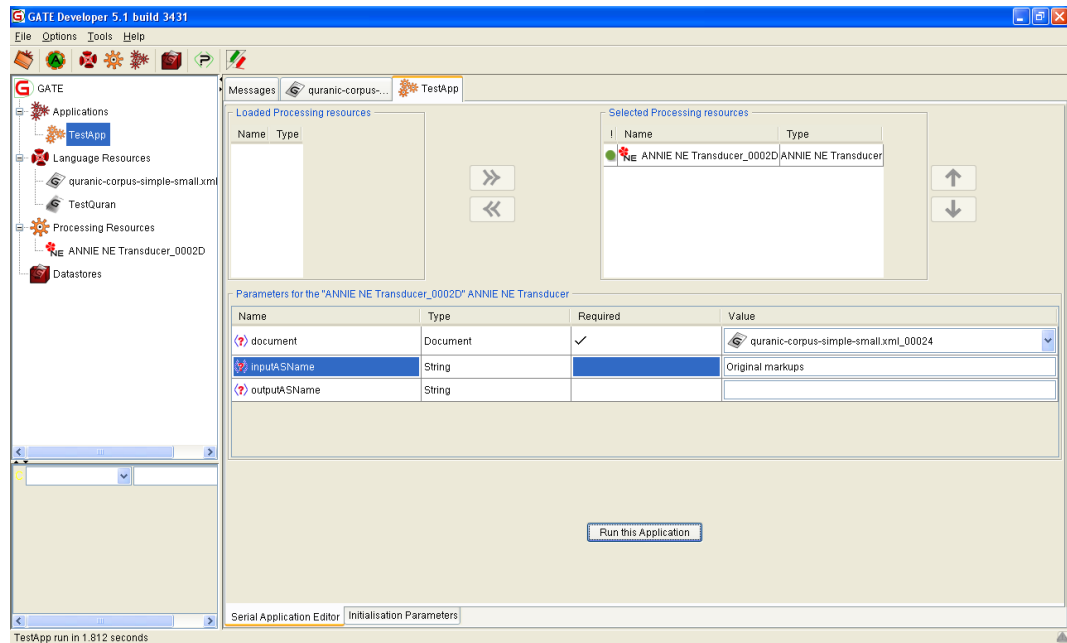 GATE Developer 5.1 build 3431
File Options Tools Help
Messages quranic-corpus-... TestApp
GATE
Applications
TestApp
Language Resources
quranic-corpus-simple-small.xml
TestQuran
Processing Resources
ANNIE NE Transducer_0002D
Datastores
Loaded Processing resources
Name Type
Selected Processing resources
! Name Type
NE ANNIE NE Transducer_0002D ANNIE NE Transducer
Parameters for the "ANNIE NE Transducer_0002D" ANNIE NE Transducer
Name Type Required Value
<?> document Document ✓ quranic-corpus-simple-small.xml_00024
<?> inputASName String Original markups
<?> outputASName String
Run this Application
Serial Application Editor Initialisation Parameters
TestApp run in 1.812 seconds